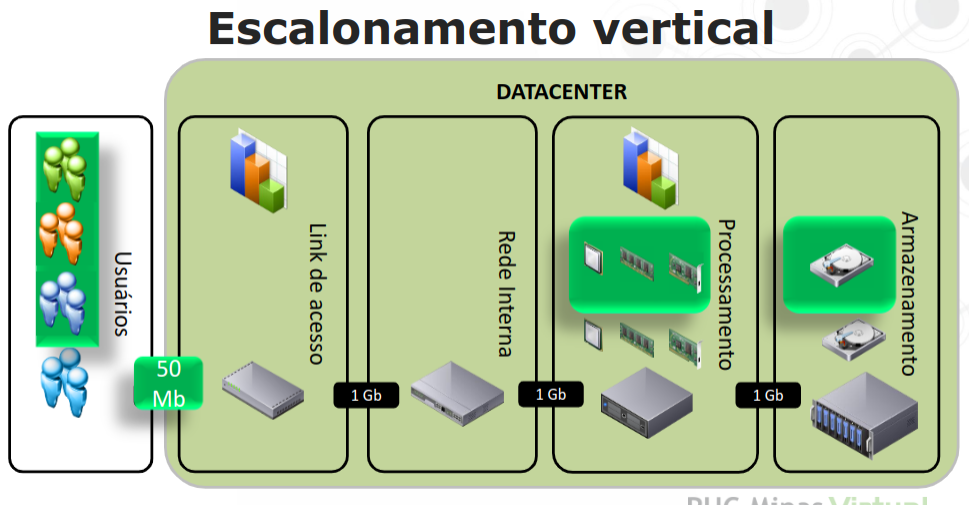 Escalonamento vertical
DATACENTER
Usuários
Link de acesso
Rede Interna
Processamento
Armazenamento
50
Mb
1 Gb
1 Gb
1 Gb
PUC Minas Virtual